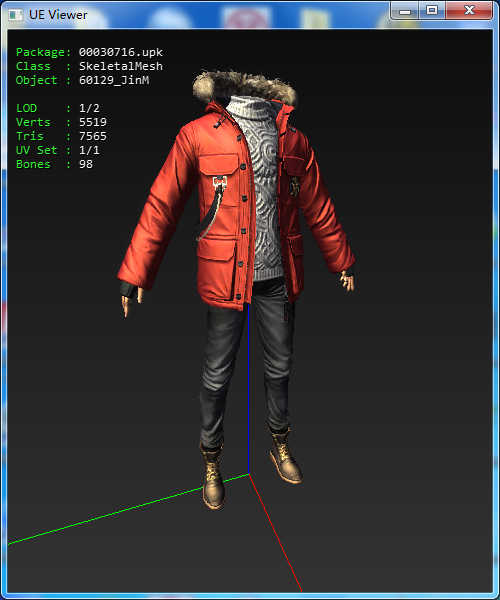 UE Viewer
Package: 00030716.upk
Class : SkeletalMesh
Object : 60129_JinM
LOD : 1/2
Verts : 5519
Tris : 7565
UV Set : 1/1
Bones : 98